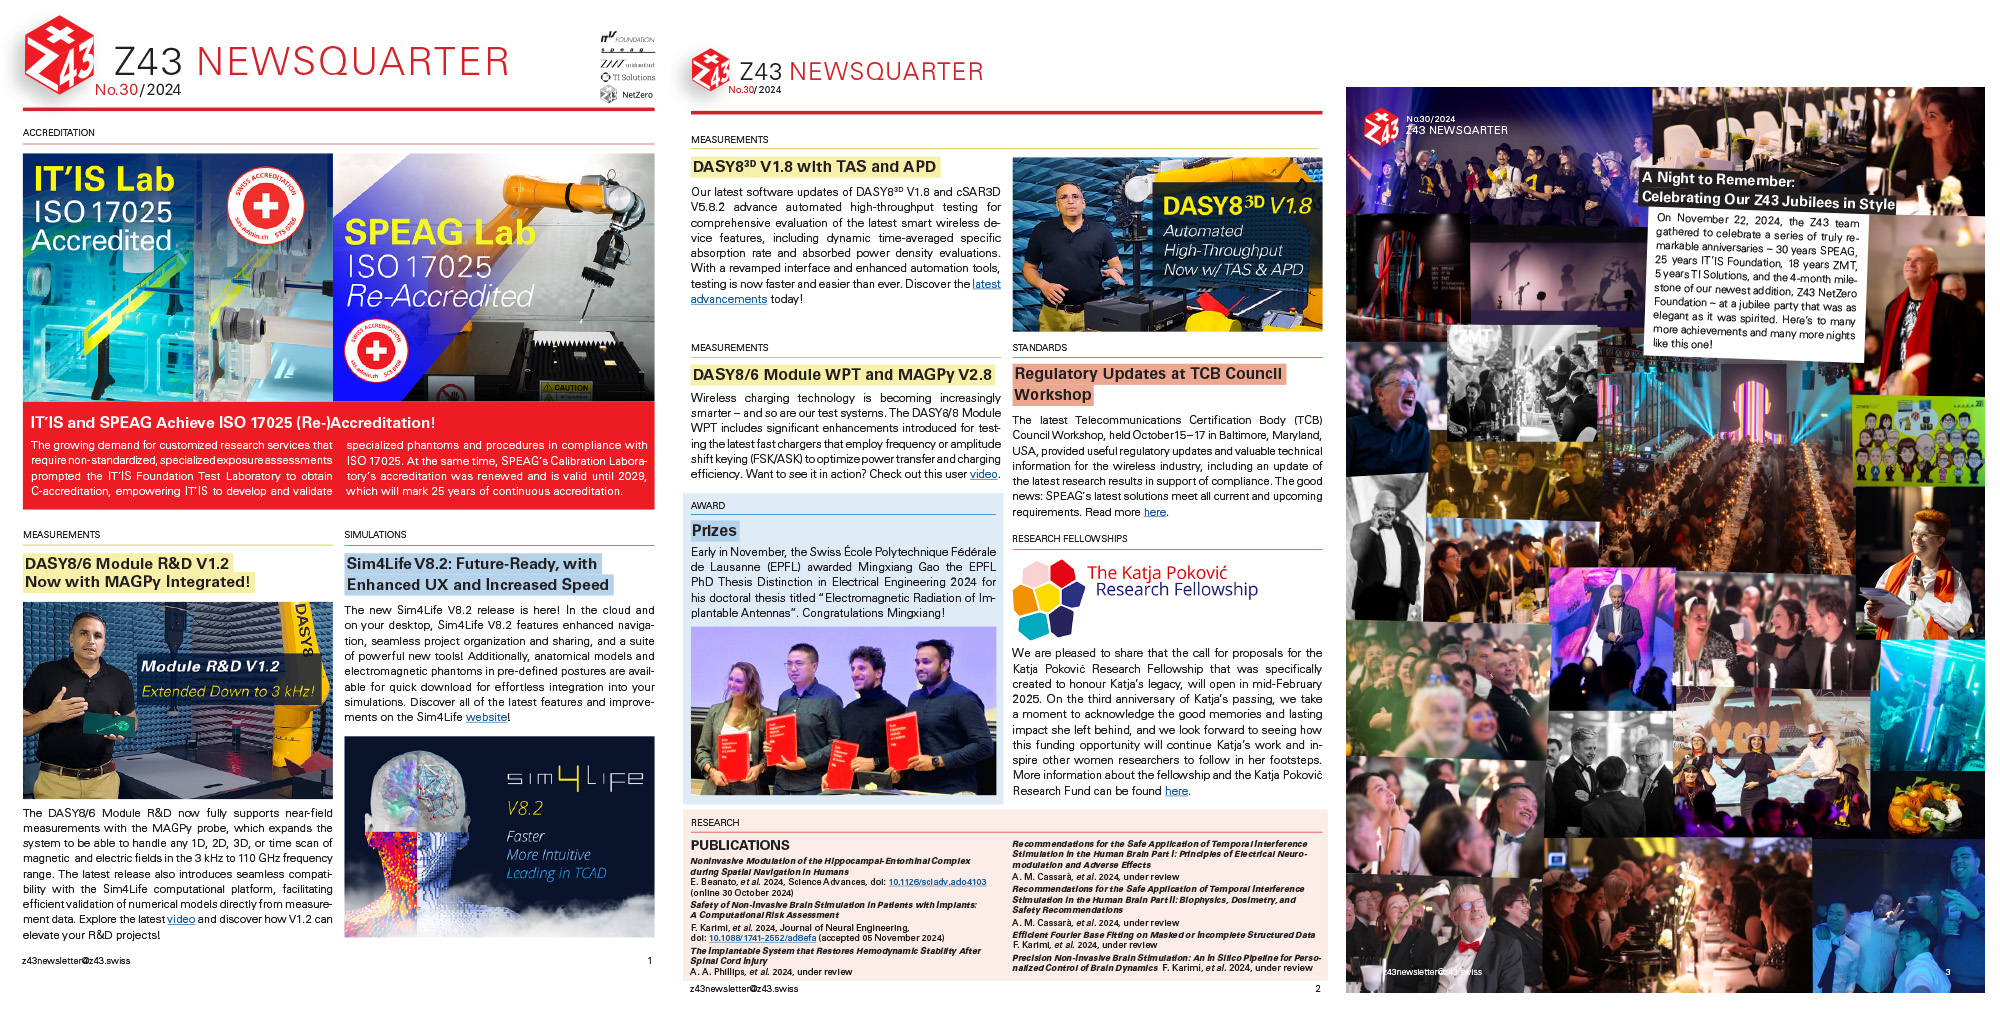 Z43 NEWSQUARTER
No.30/2024
IT'IS FOUNDATION
speag
ZMT
TI Solutions
NetZero
ACCREDITATION
IT'IS Lab
ISO 17025
Accredited
SWISS ACCREDITATION
SPEAG Lab
ISO 17025
Re-Accredited
SWISS ACCREDITATION
CAUTION
IT'IS and SPEAG Achieve ISO 17025 (Re-)Accreditation!
The growing demand for customized research services that
require non-standardized, specialized exposure assessments
prompted the IT'IS Foundation Test Laboratory to obtain
C-accreditation, empowering IT'IS to develop and validate
specialized phantoms and procedures in compliance with
ISO 17025. At the same time, SPEAG's Calibration Labora-
tory's accreditation was renewed and is valid until 2029,
which will mark 25 years of continuous accreditation.
MEASUREMENTS
DASY8/6 Module R&D V1.2
Now with MAGPy Integrated!
DASY8
Module R&D V1.2
Extended Down to 3 kHz!
The DASY8/6 Module R&D now fully supports near-field
measurements with the MAGPy probe, which expands the
system to be able to handle any 1D, 2D, 3D, or time scan of
magnetic and electric fields in the 3 kHz to 110 GHz frequency
range. The latest release also introduces seamless compati-
bility with the Sim4Life computational platform, facilitating
efficient validation of numerical models directly from measure-
ment data. Explore the latest video and discover how V1.2 can
elevate your R&D projects!
SIMULATIONS
Sim4Life V8.2: Future-Ready, with
Enhanced UX and Increased Speed
The new Sim4Life V8.2 release is here! In the cloud and
on your desktop, Sim4Life V8.2 features enhanced naviga-
tion, seamless project organization and sharing, and a suite
of powerful new tools! Additionally, anatomical models and
electromagnetic phantoms in pre-defined postures are avail-
able for quick download for effortless integration into your
simulations. Discover all of the latest features and improve-
ments on the Sim4Life website!
sim4Life
V8.2
Faster
More Intuitive
Leading in TCAD
z43newsletter@z43.swiss
1
Z43 NEWSQUARTER
No.30/2024
MEASUREMENTS
DASY8³ᴰ V1.8 with TAS and APD
Our latest software updates of DASY8³ᴰ V1.8 and cSAR3D
V5.8.2 advance automated high-throughput testing for
comprehensive evaluation of the latest smart wireless de-
vice features, including dynamic time-averaged specific
absorption rate and absorbed power density evaluations.
With a revamped interface and enhanced automation tools,
testing is now faster and easier than ever. Discover the latest
advancements today!
DASY8³ᴰ V1.8
Automated
High-Throughput
Now w/ TAS & APD
MEASUREMENTS
DASY8/6 Module WPT and MAGPy V2.8
Wireless charging technology is becoming increasingly
smarter – and so are our test systems. The DASY6/8 Module
WPT includes significant enhancements introduced for test-
ing the latest fast chargers that employ frequency or amplitude
shift keying (FSK/ASK) to optimize power transfer and charging
efficiency. Want to see it in action? Check out this user video.
AWARD
Prizes
Early in November, the Swiss École Polytechnique Fédérale
de Lausanne (EPFL) awarded Mingxiang Gao the EPFL
PhD Thesis Distinction in Electrical Engineering 2024 for
his doctoral thesis titled "Electromagnetic Radiation of Im-
plantable Antennas". Congratulations Mingxiang!
STANDARDS
Regulatory Updates at TCB Council
Workshop
The latest Telecommunications Certification Body (TCB)
Council Workshop, held October 15–17 in Baltimore, Maryland,
USA, provided useful regulatory updates and valuable technical
information for the wireless industry, including an update of
the latest research results in support of compliance. The good
news: SPEAG's latest solutions meet all current and upcoming
requirements. Read more here.
RESEARCH FELLOWSHIPS
The Katja Poković
Research Fellowship
We are pleased to share that the call for proposals for the
Katja Poković Research Fellowship that was specifically
created to honour Katja's legacy, will open in mid-February
2025. On the third anniversary of Katja's passing, we take
a moment to acknowledge the good memories and lasting
impact she left behind, and we look forward to seeing how
this funding opportunity will continue Katja's work and in-
spire other women researchers to follow in her footsteps.
More information about the fellowship and the Katja Poković
Research Fund can be found here.
RESEARCH
PUBLICATIONS
Noninvasive Modulation of the Hippocampal-Entorhinal Complex
during Spatial Navigation in Humans
E. Beanato, et al. 2024, Science Advances, doi: 10.1126/sciadv.ado4103
(online 30 October 2024)
Safety of Non-Invasive Brain Stimulation in Patients with Implants:
A Computational Risk Assessment
F. Karimi, et al. 2024, Journal of Neural Engineering,
doi: 10.1088/1741-2552/ad8efa (accepted 05 November 2024)
The Implantable System that Restores Hemodynamic Stability After
Spinal Cord Injury
A. A. Phillips, et al. 2024, under review
Recommendations for the Safe Application of Temporal Interference
Stimulation in the Human Brain Part I: Principles of Electrical Neuro-
modulation and Adverse Effects
A. M. Cassarà, et al. 2024, under review
Recommendations for the Safe Application of Temporal Interference
Stimulation in the Human Brain Part II: Biophysics, Dosimetry, and
Safety Recommendations
A. M. Cassarà, et al. 2024, under review
Efficient Fourier Base Fitting on Masked or Incomplete Structured Data
F. Karimi, et al. 2024, under review
Precision Non-Invasive Brain Stimulation: An In Silico Pipeline for Perso-
nalized Control of Brain Dynamics F. Karimi, et al. 2024, under review
z43newsletter@z43.swiss
2
No.30/2024
Z43 NEWSQARTER
A Night to Remember:
Celebrating Our Z43 Jubilees in Style
On November 22, 2024, the Z43 team
gathered to celebrate a series of truly re-
markable anniversaries – 30 years SPEAG,
25 years IT'IS Foundation, 18 years ZMT,
5 years TI Solutions, and the 4-month mile-
stone of our newest addition, Z43 NetZero
Foundation – at a jubilee party that was as
elegant as it was spirited. Here's to many
more achievements and many more nights
like this one!
ZMT
YOU
z43newsletter@z43.swiss
3